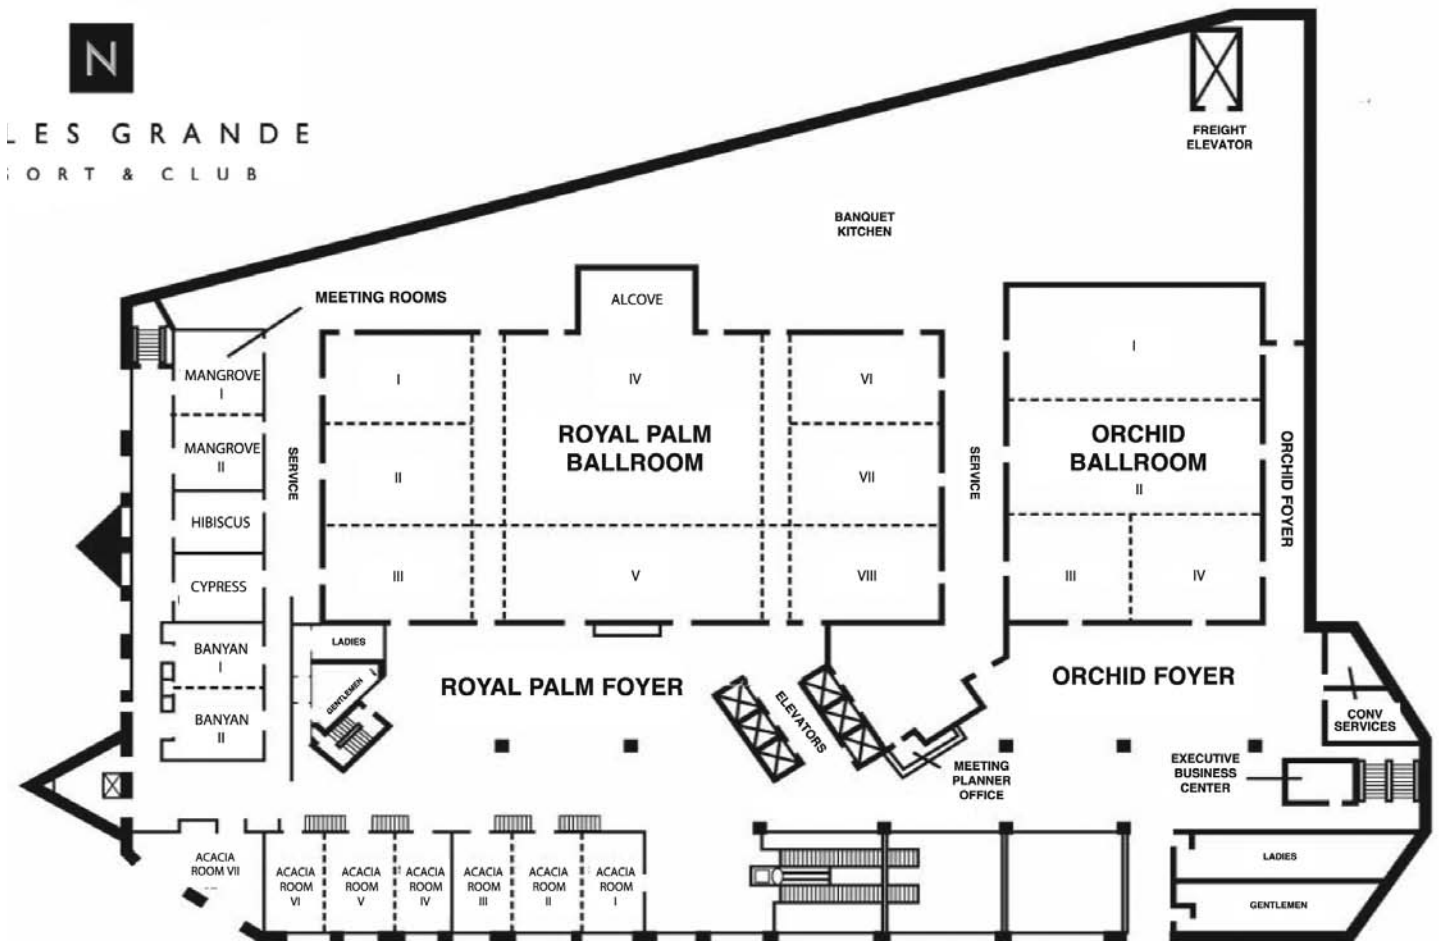 N
LES GRANDE
ORT & CLUB
FREIGHT
ELEVATOR
BANQUET
KITCHEN
MEETING ROOMS
ALCOVE
MANGROVE
I
MANGROVE
II
HIBISCUS
CYPRESS
BANYAN
I
BANYAN
II
SERVICE
I
II
III
IV
ROYAL PALM
BALLROOM
V
VI
VII
VIII
SERVICE
I
ORCHID
BALLROOM
II
III
IV
ORCHID FOYER
LADIES
GENTLEMEN
ROYAL PALM FOYER
ELEVATORS
ORCHID FOYER
MEETING
PLANNER
OFFICE
CONV
SERVICES
EXECUTIVE
BUSINESS
CENTER
ACACIA
ROOM VII
ACACIA
ROOM
VI
ACACIA
ROOM
V
ACACIA
ROOM
IV
ACACIA
ROOM
III
ACACIA
ROOM
II
ACACIA
ROOM
I
LADIES
GENTLEMEN